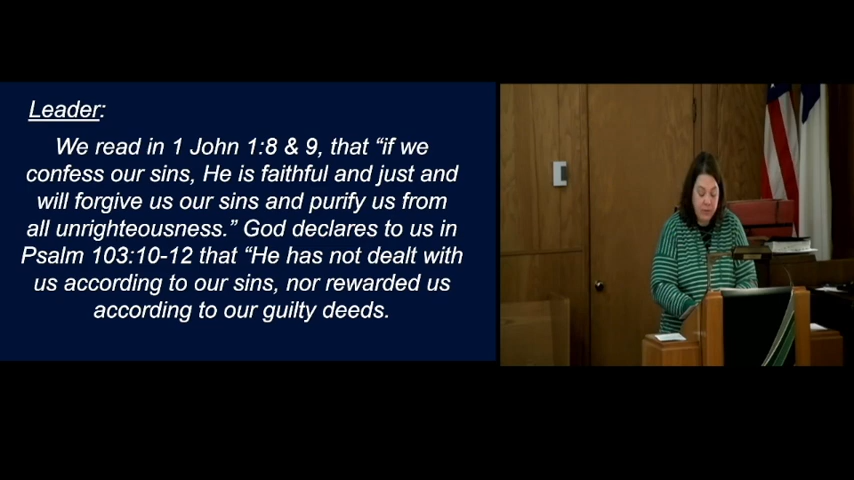 Leader:
We read in 1 John 1:8 & 9, that “if we
confess our sins, He is faithful and just and
will forgive us our sins and purify us from
all unrighteousness.” God declares to us in
Psalm 103:10-12 that “He has not dealt with
us according to our sins, nor rewarded us
according to our guilty deeds.